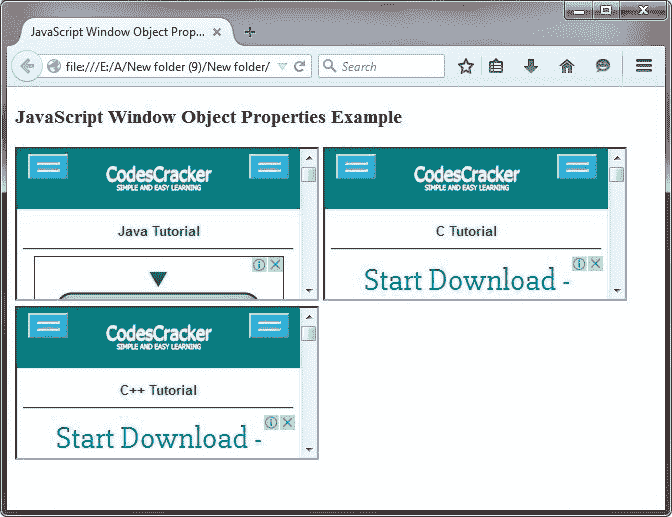 JavaScript Window Object Prop...
file:///E:/A/New folder (9)/New folder/
Search
JavaScript Window Object Properties Example
CodesCracker
SIMPLE AND EASY LEARNING
Java Tutorial
CodesCracker
SIMPLE AND EASY LEARNING
C Tutorial
Start Download -
CodesCracker
SIMPLE AND EASY LEARNING
C++ Tutorial
Start Download -